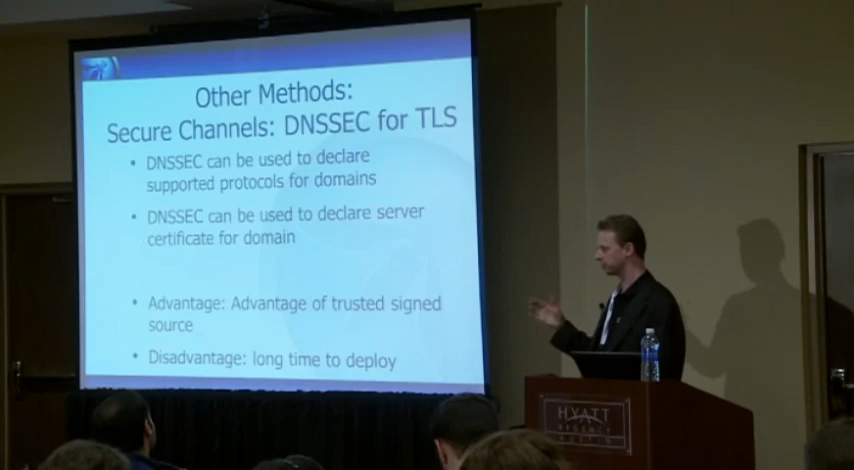 Other Methods:
Secure Channels: DNSSEC for TLS
• DNSSEC can be used to declare
supported protocols for domains
• DNSSEC can be used to declare server
certificate for domain
• Advantage: Advantage of trusted signed
source
• Disadvantage: long time to deploy
HYATT
REGENCY
AUSTIN